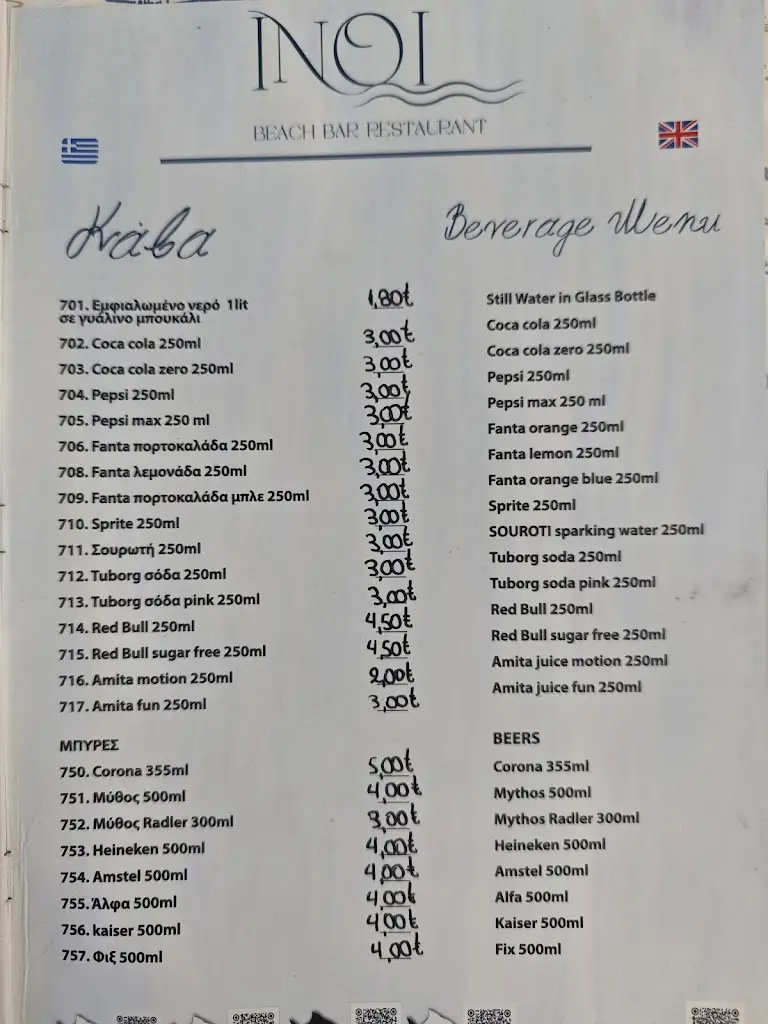 INOI
BEACH BAR RESTAURANT
Κάβα
Beverage Menu
701. Εμφιαλωμένο νερό 1lit 1,80€ Still Water in Glass Bottle
σε γυάλινο μπουκάλι
702. Coca cola 250ml 3,00€ Coca cola 250ml
703. Coca cola zero 250ml 3,00€ Coca cola zero 250ml
704. Pepsi 250ml 3,00€ Pepsi 250ml
705. Pepsi max 250 ml 3,00€ Pepsi max 250 ml
706. Fanta πορτοκαλάδα 250ml 3,00€ Fanta orange 250ml
708. Fanta λεμονάδα 250ml 3,00€ Fanta lemon 250ml
709. Fanta πορτοκαλάδα μπλε 250ml 3,00€ Fanta orange blue 250ml
710. Sprite 250ml 3,00€ Sprite 250ml
711. Σουρωτή 250ml 3,00€ SOUROTI sparking water 250ml
712. Tuborg σόδα 250ml 3,00€ Tuborg soda 250ml
713. Tuborg σόδα pink 250ml 3,00€ Tuborg soda pink 250ml
714. Red Bull 250ml 4,50€ Red Bull 250ml
715. Red Bull sugar free 250ml 4,50€ Red Bull sugar free 250ml
716. Amita motion 250ml 2,00€ Amita juice motion 250ml
717. Amita fun 250ml 3,00€ Amita juice fun 250ml
ΜΠΥΡΕΣ BEERS
750. Corona 355ml 5,00€ Corona 355ml
751. Μύθος 500ml 4,00€ Mythos 500ml
752. Μύθος Radler 300ml 3,00€ Mythos Radler 300ml
753. Heineken 500ml 4,00€ Heineken 500ml
754. Amstel 500ml 4,00€ Amstel 500ml
755. Άλφα 500ml 4,00€ Alfa 500ml
756. kaiser 500ml 4,00€ Kaiser 500ml
757. Φιξ 500ml 4,00€ Fix 500ml